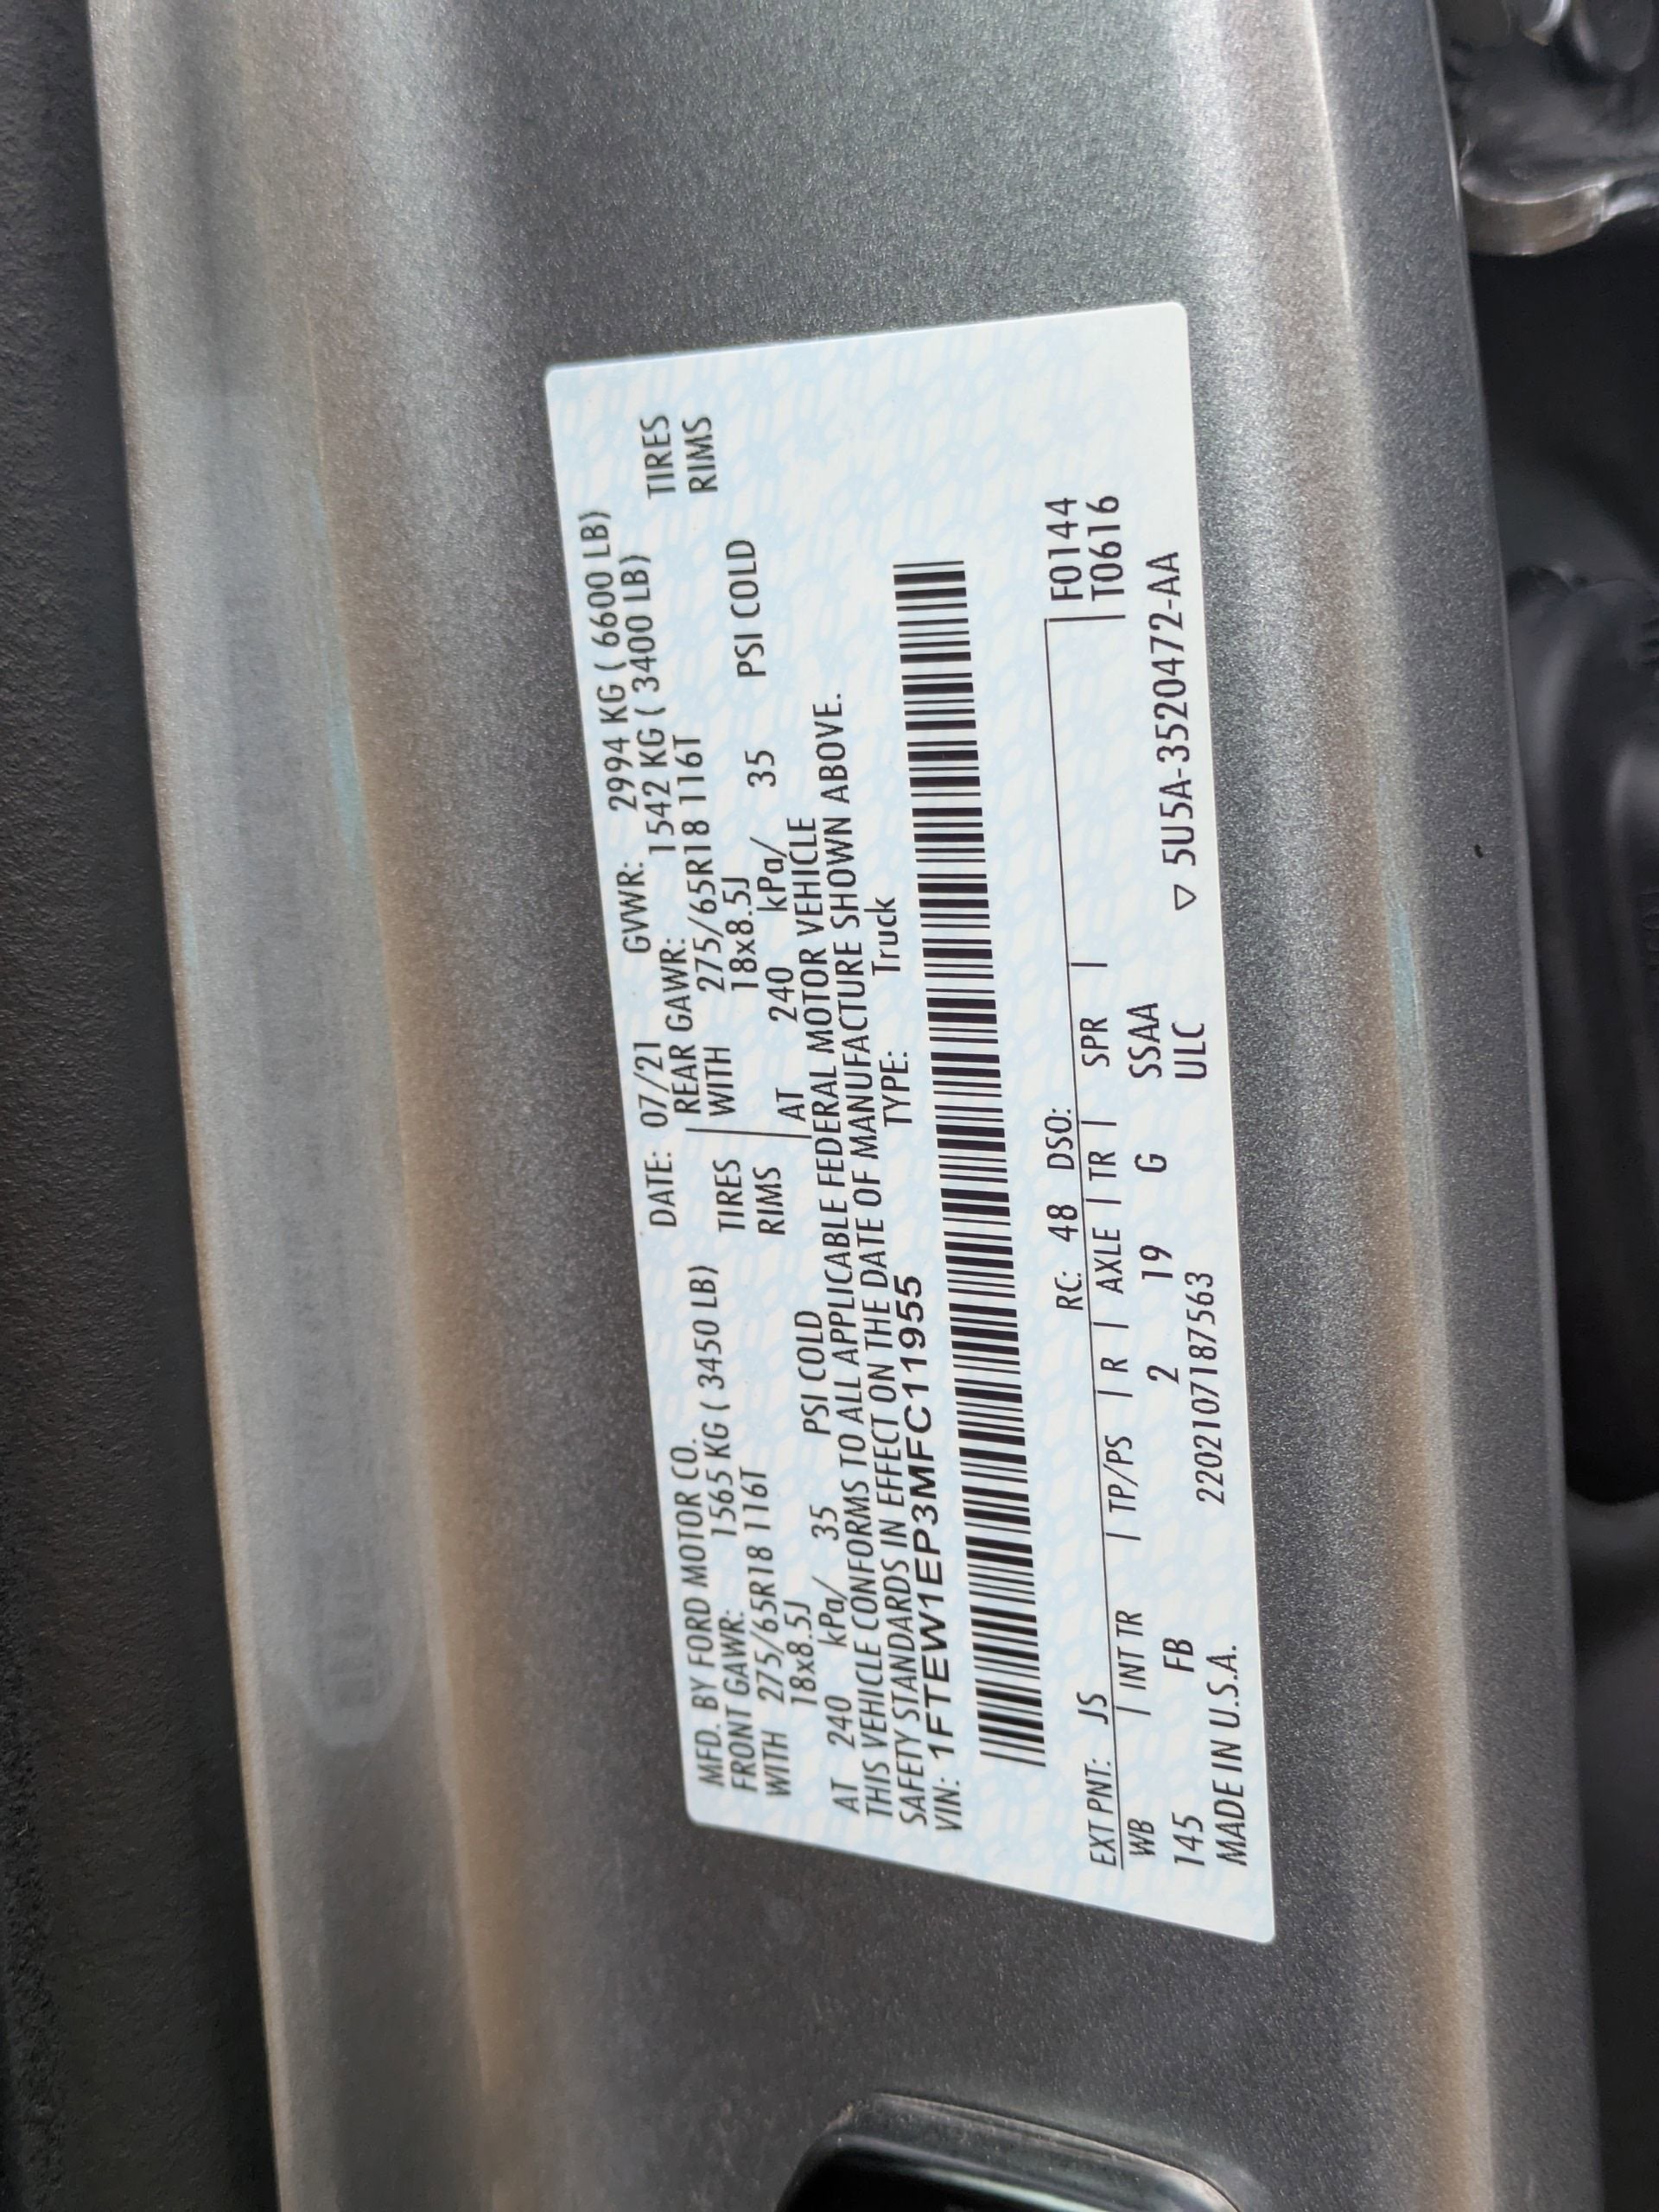 MFD. BY FORD MOTOR CO.
DATE: 07/21 GVWR: 2994 KG ( 6600 LB)
FRONT GAWR: 1565 KG ( 3450 LB) REAR GAWR: 1542 KG ( 3400 LB)
WITH 275/65R18 116T TIRES WITH 275/65R18 116T TIRES
18x8.5J RIMS 18x8.5J RIMS
AT 240 kPa/ 35 PSI COLD AT 240 kPa/ 35 PSI COLD
THIS VEHICLE CONFORMS TO ALL APPLICABLE FEDERAL MOTOR VEHICLE
SAFETY STANDARDS IN EFFECT ON THE DATE OF MANUFACTURE SHOWN ABOVE.
VIN: 1FTEW1EP3MFC11955 TYPE: Truck
EXT PNT: JS RC: 48 DSO: F0144
WB | INT TR | TP/PS | R | AXLE | TR | SPR | T0616
145 FB 2 19 G SSAA
MADE IN U.S.A. 2202107187563 ULC ▽ 5U5A-3520472-AA